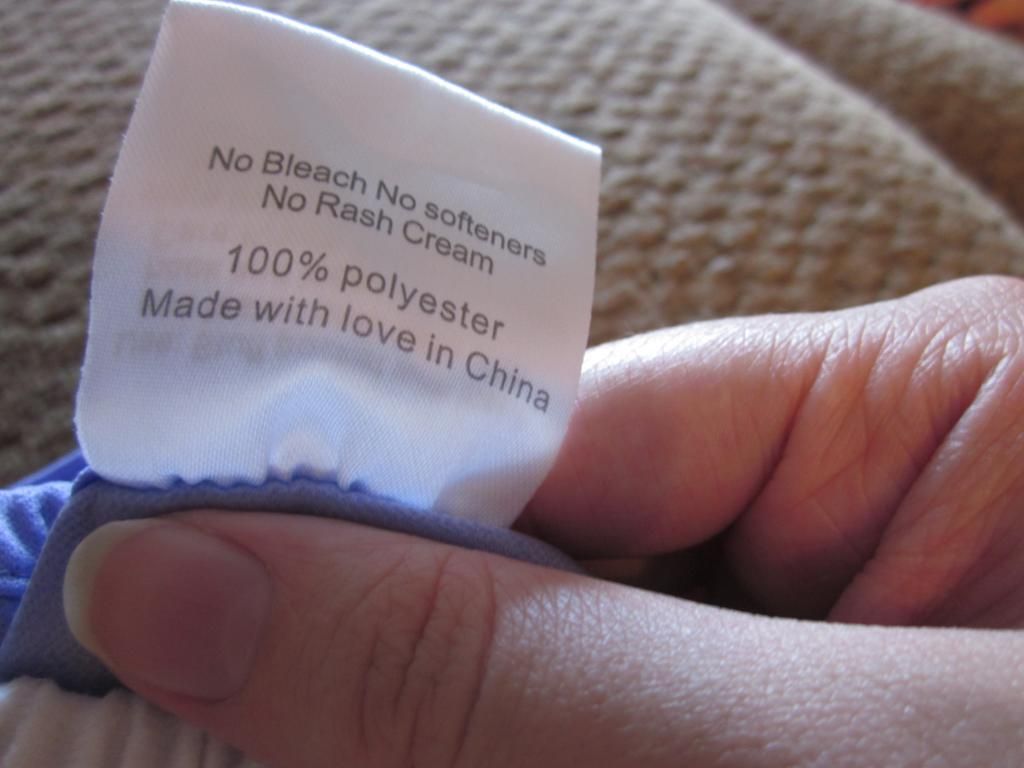 No Bleach No softeners
No Rash Cream
100% polyester
Made with love in China